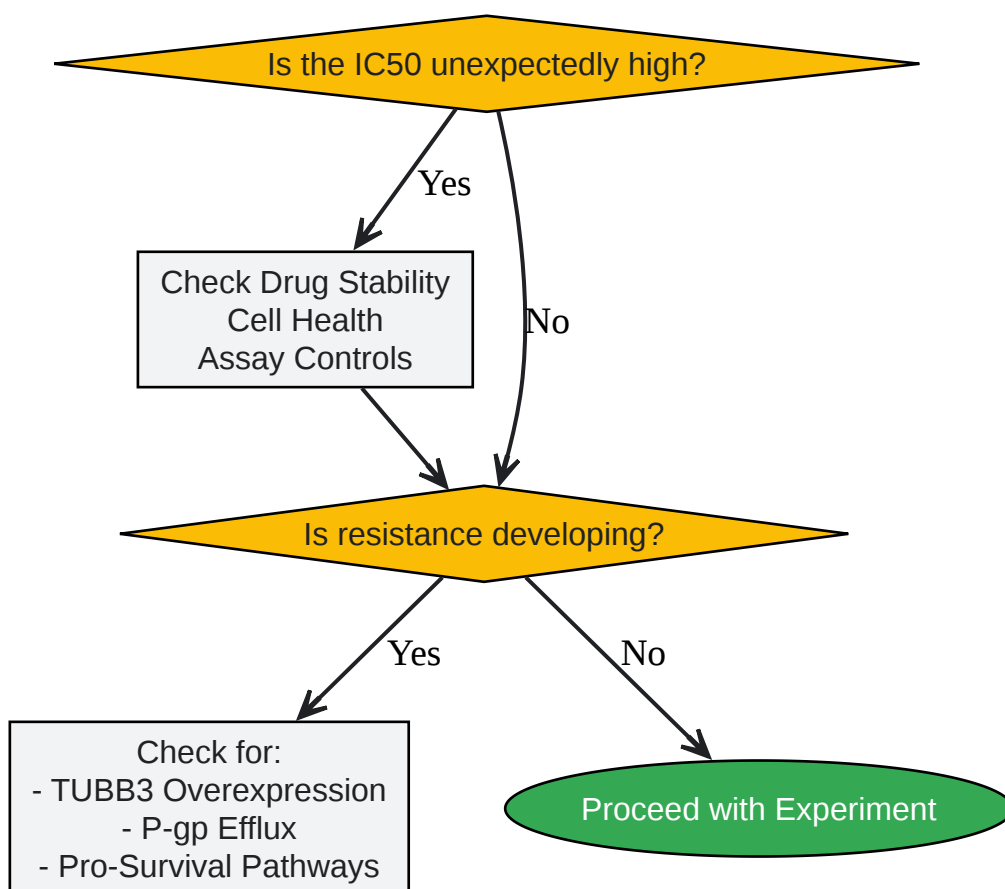 Is the IC50 unexpectedly high?
Yes
Check Drug Stability
Cell Health
Assay Controls
No
Is resistance developing?
Yes
No
Check for:
- TUBB3 Overexpression
- P-gp Efflux
- Pro-Survival Pathways
Proceed with Experiment